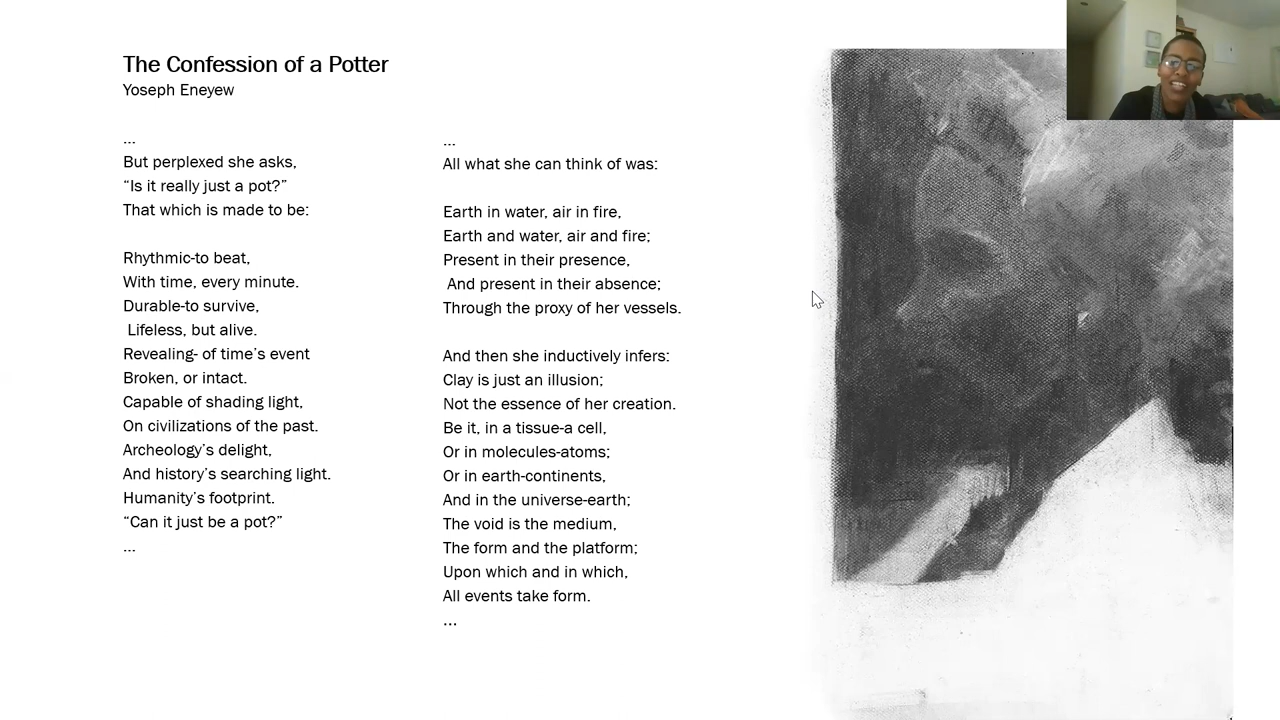 The Confession of a Potter
Yoseph Eneyew
...
But perplexed she asks,
“Is it really just a pot?”
That which is made to be:
Rhythmic-to beat,
With time, every minute.
Durable-to survive,
Lifeless, but alive.
Revealing- of time’s event
Broken, or intact.
Capable of shading light,
On civilizations of the past.
Archeology’s delight,
And history’s searching light.
Humanity’s footprint.
“Can it just be a pot?”
...
...
All what she can think of was:
Earth in water, air in fire,
Earth and water, air and fire;
Present in their presence,
And present in their absence;
Through the proxy of her vessels.
And then she inductively infers:
Clay is just an illusion;
Not the essence of her creation.
Be it, in a tissue-a cell,
Or in molecules-atoms;
Or in earth-continents,
And in the universe-earth;
The void is the medium,
The form and the platform;
Upon which and in which,
All events take form.
...